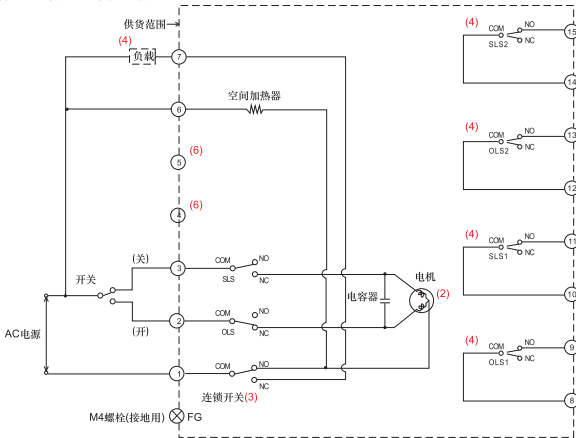 供货范围
(4)
负载
7
空间加热器
6
5
(6)
4
(6)
开关
(关)
3
COM
NO
SLS
NC
电机
(2)
电容器
AC电源
(开)
2
COM
NO
OLS
NC
1
COM
NO
NC
连锁开关(3)
M4螺栓(接地用)
FG
(4)
COM
NO
SLS2
NC
15
14
(4)
COM
NO
OLS2
NC
13
12
(4)
COM
NO
SLS1
NC
11
10
(4)
COM
NO
OLS1
NC
9
8